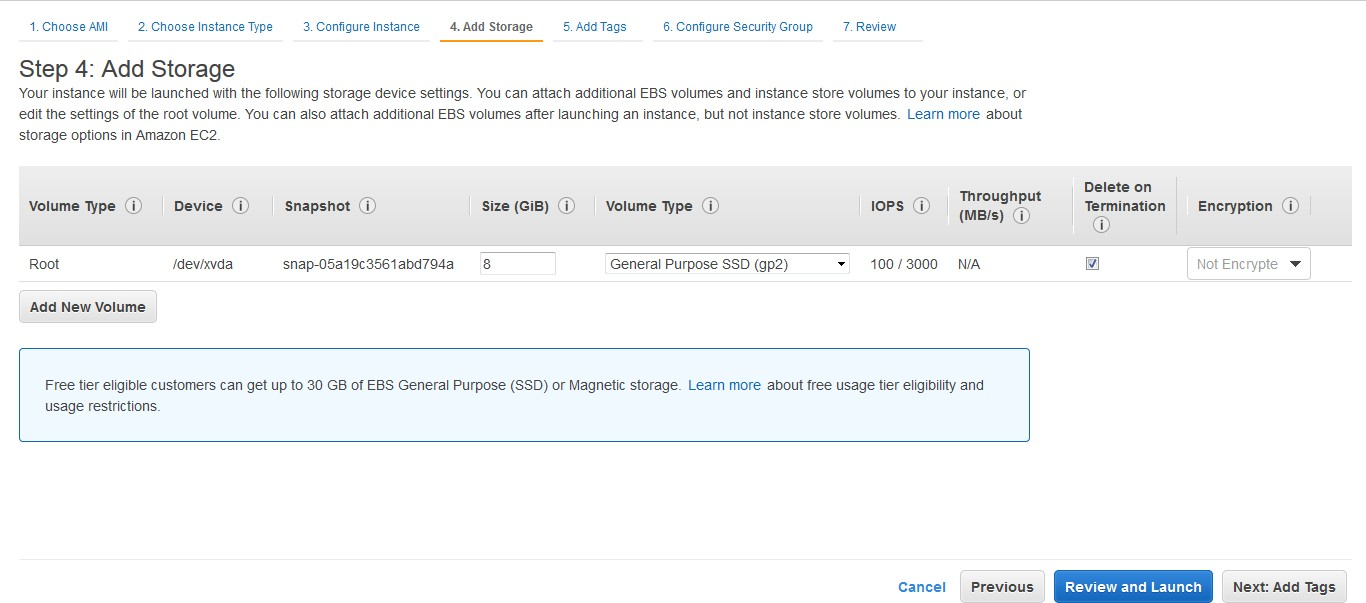 1. Choose AMI 2. Choose Instance Type 3. Configure Instance 4. Add Storage 5. Add Tags 6. Configure Security Group 7. Review
Step 4: Add Storage
Your instance will be launched with the following storage device settings. You can attach additional EBS volumes and instance store volumes to your instance, or
edit the settings of the root volume. You can also attach additional EBS volumes after launching an instance, but not instance store volumes. Learn more about
storage options in Amazon EC2.
Volume Type i Device i Snapshot i Size (GiB) i Volume Type i IOPS i Throughput (MB/s) i Delete on Termination i Encryption i
Root /dev/xvda snap-05a19c3561abd794a 8 General Purpose SSD (gp2) 100 / 3000 N/A Not Encrypte
Add New Volume
Free tier eligible customers can get up to 30 GB of EBS General Purpose (SSD) or Magnetic storage. Learn more about free usage tier eligibility and
usage restrictions.
Cancel Previous Review and Launch Next: Add Tags